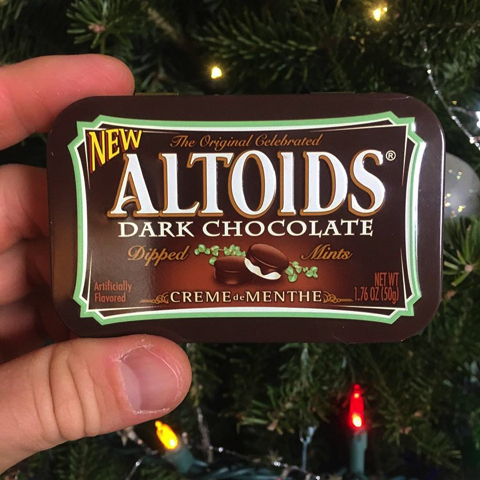 NEW
The Original Celebrated
ALTOIDS®
DARK CHOCOLATE
Dipped Mints
Artificially
Flavored
CREME de MENTHE
NET WT
1.76 OZ (50g)